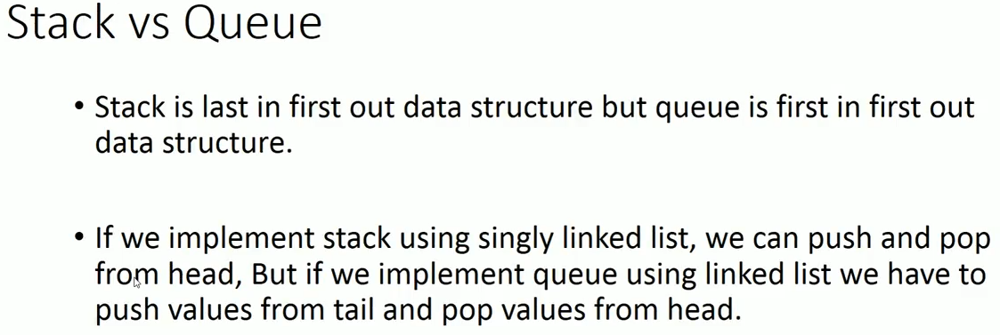 Stack vs Queue
• Stack is last in first out data structure but queue is first in first out
data structure.
• If we implement stack using singly linked list, we can push and pop
from head, But if we implement queue using linked list we have to
push values from tail and pop values from head.